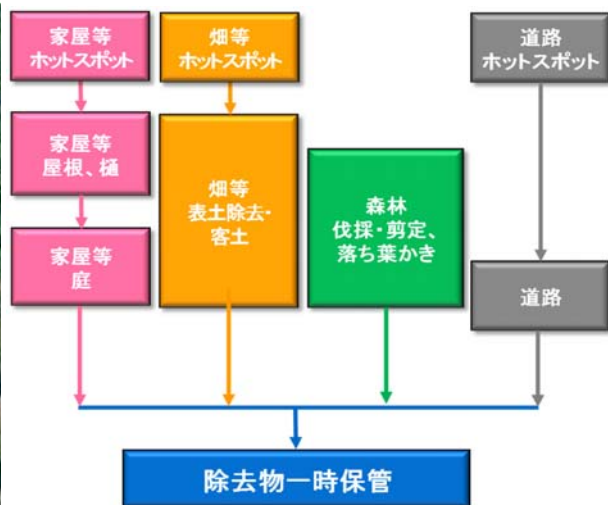 家屋等
ホットスポット
畑等
ホットスポット
道路
ホットスポット
家屋等
屋根、樋
畑等
表土除去・
客土
森林
伐採・剪定、
落ち葉かき
家屋等
庭
道路
除去物一時保管